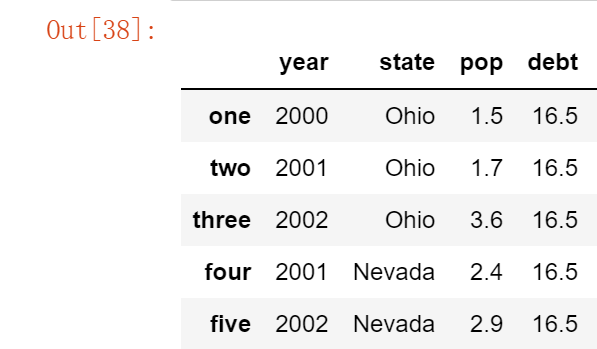 Out[38]:
year state pop debt
one 2000 Ohio 1.5 16.5
two 2001 Ohio 1.7 16.5
three 2002 Ohio 3.6 16.5
four 2001 Nevada 2.4 16.5
five 2002 Nevada 2.9 16.5